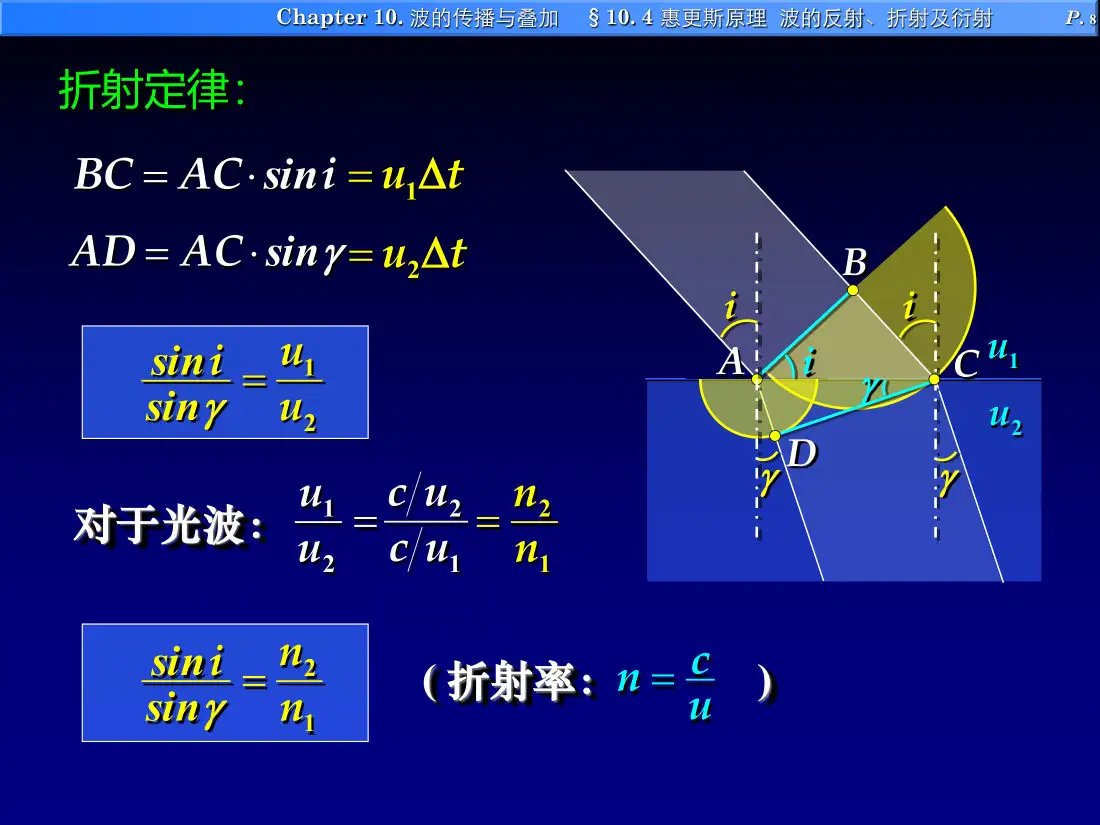 Chapter 10. 波的传播与叠加 §10.4 惠更斯原理 波的反射、折射及衍射 P.8
折射定律：
BC = AC · sin i = u₁Δt
AD = AC · sin γ = u₂Δt
sin i / sin γ = u₁ / u₂
对于光波： u₁ / u₂ = (c/u₂) / (c/u₁) = n₂ / n₁
sin i / sin γ = n₂ / n₁
( 折射率： n = c / u )
B
i
i
A
i
C
u₁
γ
u₂
D
γ
γ